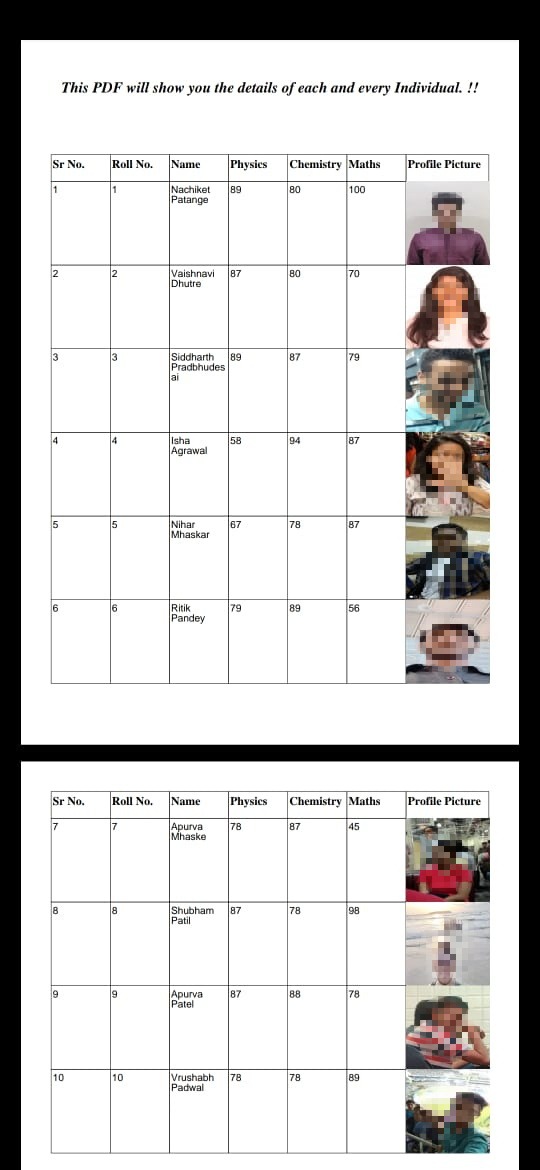 This PDF will show you the details of each and every Individual. !!
Sr No. Roll No. Name Physics Chemistry Maths Profile Picture
1 1 Nachiket 89 80 100
Patange
2 2 Vaishnavi 87 80 70
Dhutre
3 3 Siddharth 89 87 79
Pradbhudes
ai
4 4 Isha 58 94 87
Agrawal
5 5 Nihar 67 78 87
Mhaskar
6 6 Ritik 79 89 56
Pandey
Sr No. Roll No. Name Physics Chemistry Maths Profile Picture
7 7 Apurva 78 87 45
Mhaske
8 8 Shubham 87 78 98
Patil
9 9 Apurva 87 88 78
Patel
10 10 Vrushabh 78 78 89
Padwal